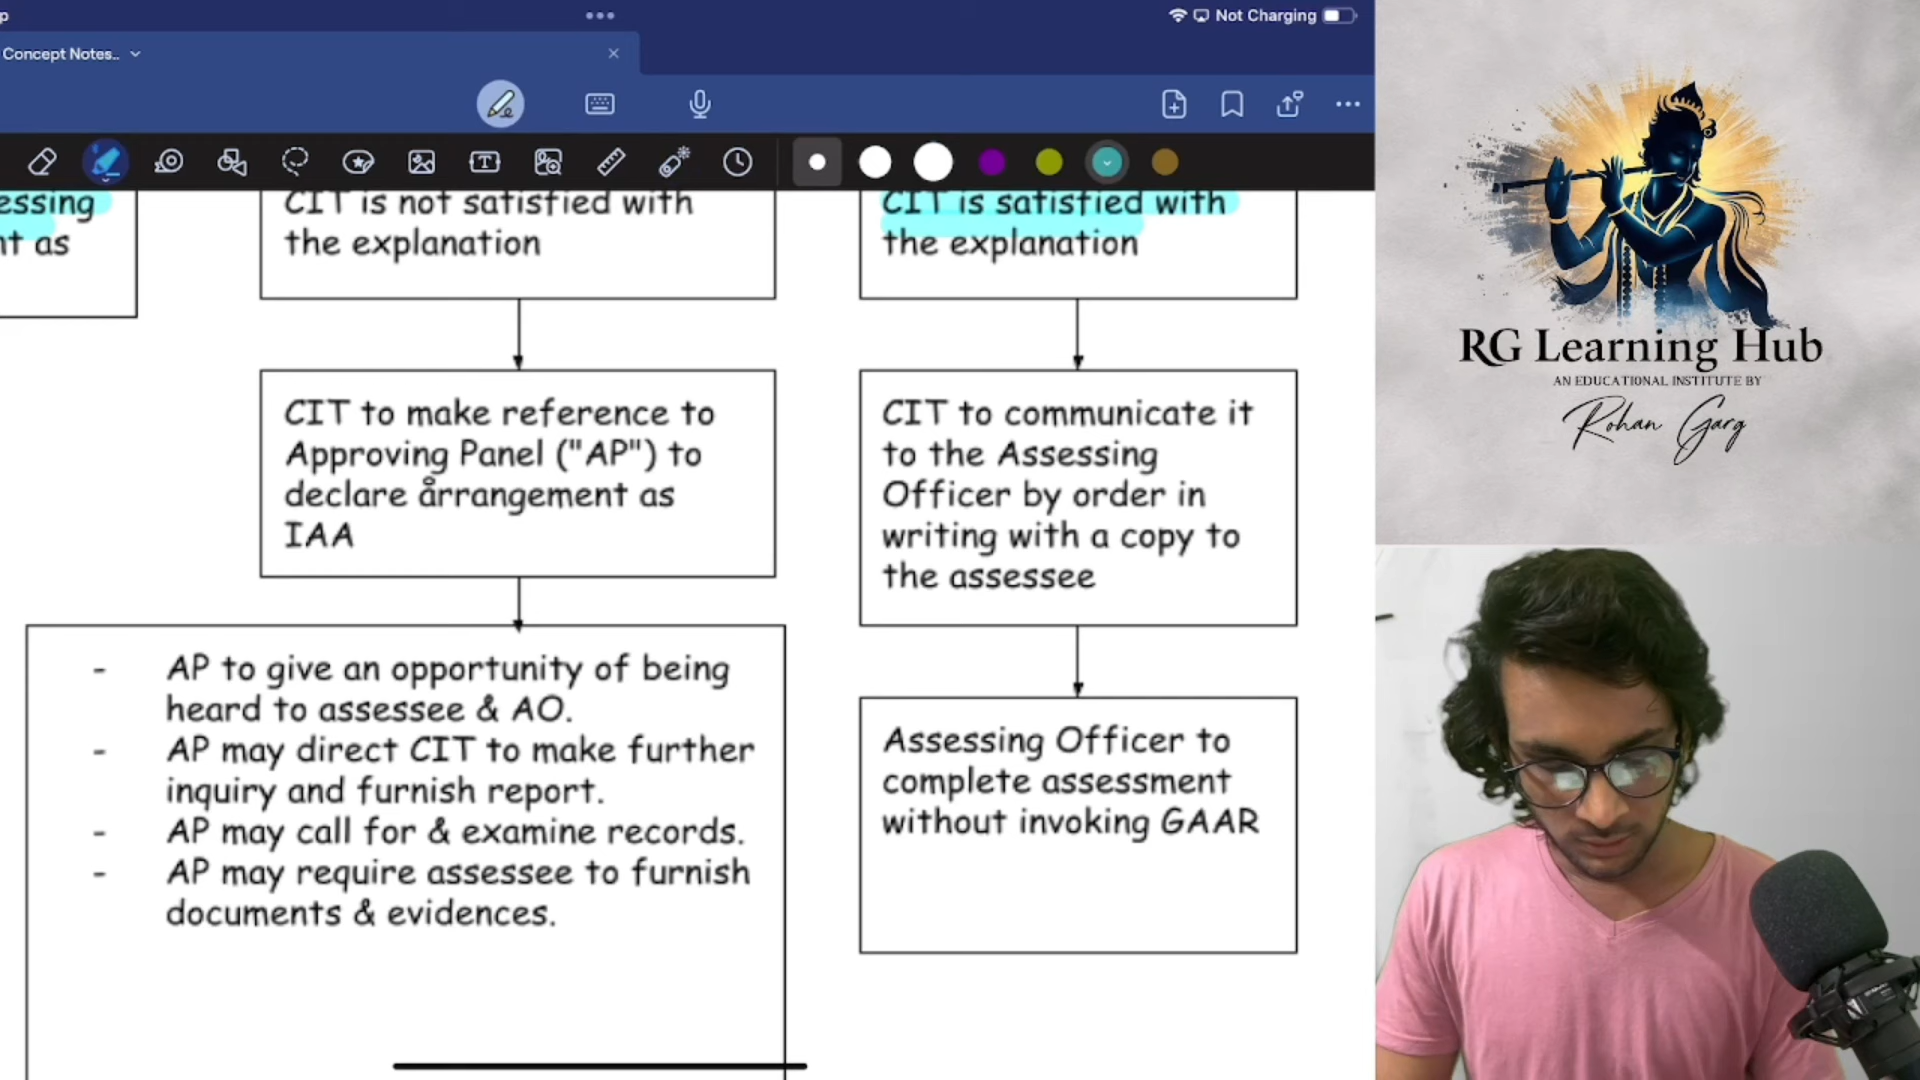 p
Not Charging
Concept Notes..
essing
nt as
CIT is not satisfied with
the explanation
CIT is satisfied with
the explanation
CIT to make reference to
Approving Panel ("AP") to
declare arrangement as
IAA
CIT to communicate it
to the Assessing
Officer by order in
writing with a copy to
the assessee
- AP to give an opportunity of being
heard to assessee & AO.
- AP may direct CIT to make further
inquiry and furnish report.
- AP may call for & examine records.
- AP may require assessee to furnish
documents & evidences.
Assessing Officer to
complete assessment
without invoking GAAR
RG Learning Hub
AN EDUCATIONAL INSTITUTE BY
Rohan Garg